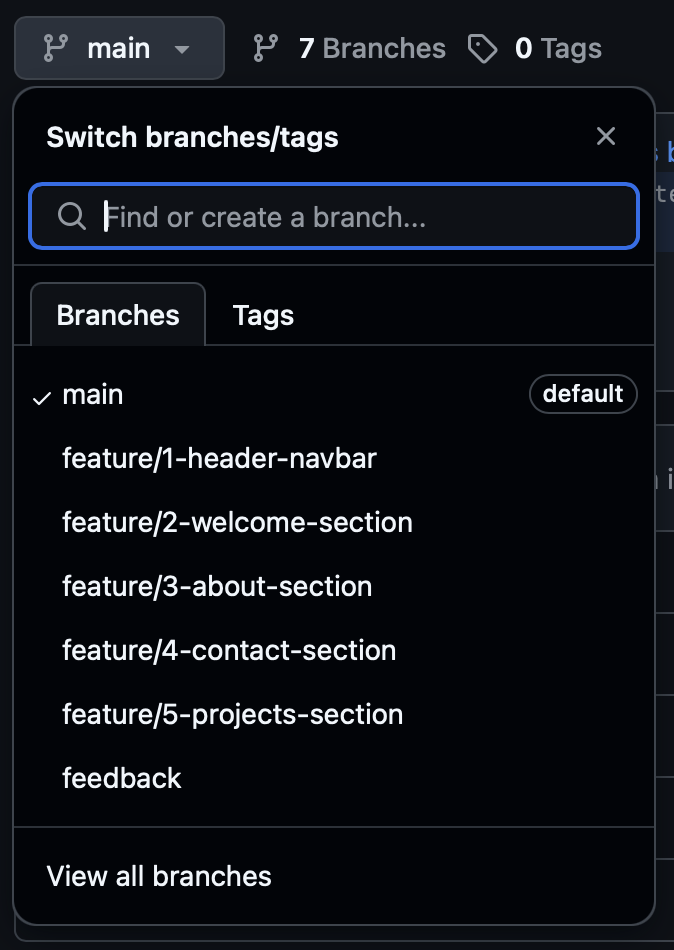 main 7 Branches 0 Tags
Switch branches/tags
Find or create a branch...
Branches Tags
main default
feature/1-header-navbar
feature/2-welcome-section
feature/3-about-section
feature/4-contact-section
feature/5-projects-section
feedback
View all branches